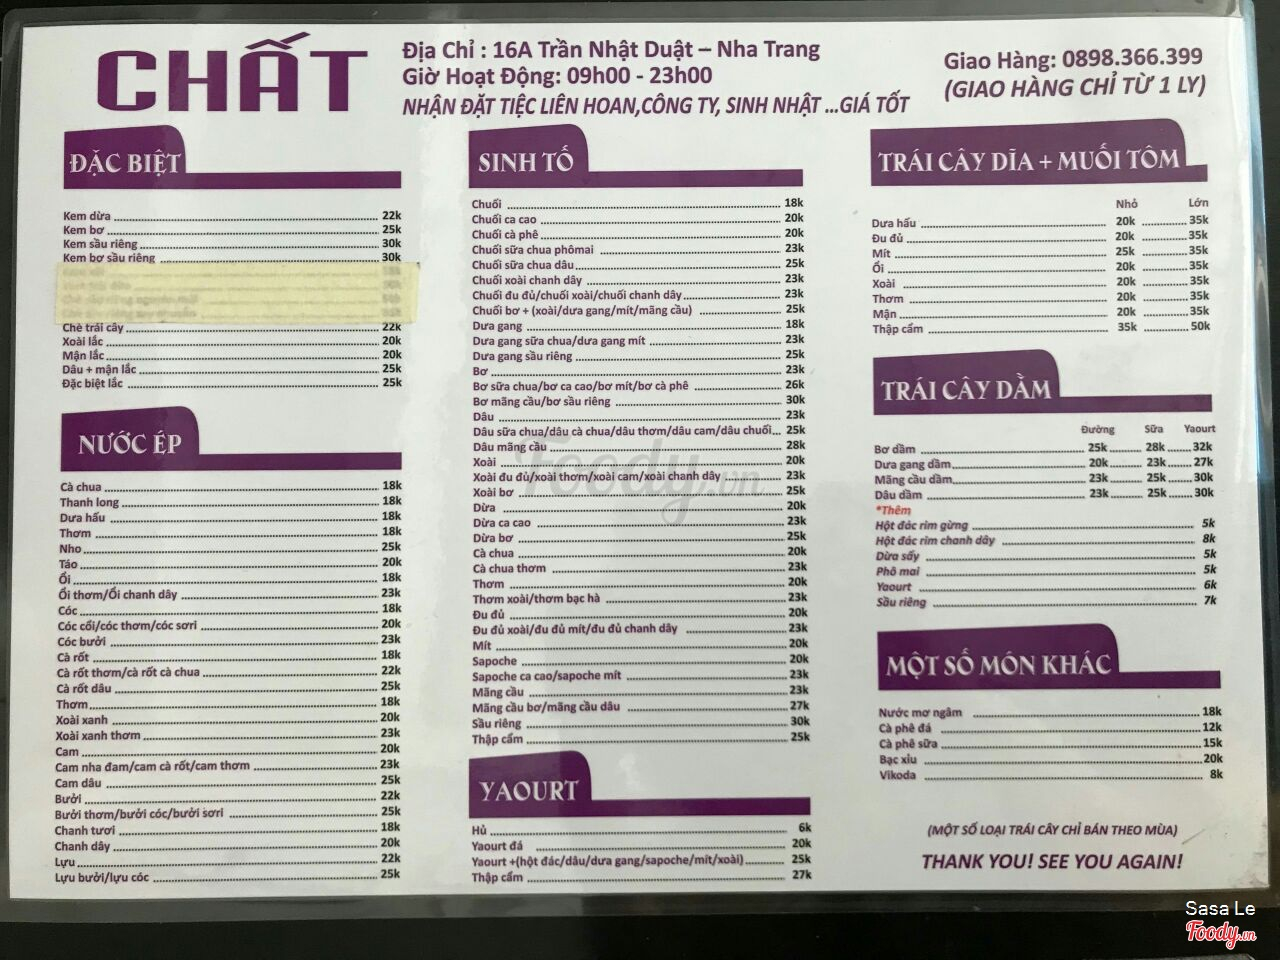 CHẤT
Địa Chỉ : 16A Trần Nhật Duật – Nha Trang
Giờ Hoạt Động: 09h00 - 23h00
NHẬN ĐẶT TIỆC LIÊN HOAN,CÔNG TY, SINH NHẬT ...GIÁ TỐT
Giao Hàng: 0898.366.399
(GIAO HÀNG CHỈ TỪ 1 LY)
ĐẶC BIỆT
Kem dừa 22k
Kem bơ 25k
Kem sầu riêng 30k
Kem bơ sầu riêng 30k
Chè trái cây 22k
Xoài lắc 20k
Mận lắc 20k
Dâu + mận lắc 25k
Đặc biệt lắc 25k
NƯỚC ÉP
Cà chua 18k
Thanh long 18k
Dưa hấu 18k
Thơm 18k
Nho 25k
Táo 20k
Ổi 18k
Ổi thơm/Ổi chanh dây 23k
Cóc 18k
Cóc cối/cóc thơm/cóc sơri 20k
Cóc bưởi 23k
Cà rốt 18k
Cà rốt thơm/cà rốt cà chua 22k
Cà rốt dâu 25k
Thơm 18k
Xoài xanh 20k
Xoài xanh thơm 23k
Cam 20k
Cam nha đam/cam cà rốt/cam thơm 23k
Cam dâu 25k
Bưởi 22k
Bưởi thơm/bưởi cóc/bưởi sơri 25k
Chanh tươi 18k
Chanh dây 20k
Lựu 22k
Lựu bưởi/lựu cóc 25k
SINH TỐ
Chuối 18k
Chuối ca cao 20k
Chuối cà phê 20k
Chuối sữa chua phômai 23k
Chuối sữa chua dâu 25k
Chuối xoài chanh dây 23k
Chuối đu đủ/chuối xoài/chuối chanh dây 23k
Chuối bơ + (xoài/dưa gang/mít/mãng cầu) 25k
Dưa gang 18k
Dưa gang sữa chua/dưa gang mít 23k
Dưa gang sầu riêng 25k
Bơ 23k
Bơ sữa chua/bơ ca cao/bơ mít/bơ cà phê 26k
Bơ mãng cầu/bơ sầu riêng 30k
Dâu 23k
Dâu sữa chua/dâu cà chua/dâu thơm/dâu cam/dâu chuối... 25k
Dâu mãng cầu 28k
Xoài 20k
Xoài đu đủ/xoài thơm/xoài cam/xoài chanh dây 23k
Xoài bơ 25k
Dừa 20k
Dừa ca cao 23k
Dừa bơ 25k
Cà chua 20k
Cà chua thơm 23k
Thơm 20k
Thơm xoài/thơm bạc hà 23k
Đu đủ 20k
Đu đủ xoài/đu đủ mít/đu đủ chanh dây 23k
Mít 20k
Sapoche 20k
Sapoche ca cao/sapoche mít 23k
Mãng cầu 23k
Mãng cầu bơ/mãng cầu dâu 27k
Sầu riêng 30k
Thập cẩm 25k
YAOURT
Hủ 6k
Yaourt đá 20k
Yaourt +(hột đác/dâu/dưa gang/sapoche/mít/xoài) 25k
Thập cẩm 27k
TRÁI CÂY DĨA + MUỐI TÔM
Nhỏ Lớn
Dưa hấu 20k 35k
Đu đủ 20k 35k
Mít 25k 35k
Ổi 20k 35k
Xoài 20k 35k
Thơm 20k 35k
Mận 20k 35k
Thập cẩm 35k 50k
TRÁI CÂY DẰM
Đường Sữa Yaourt
Bơ dầm 25k 28k 32k
Dưa gang dầm 20k 23k 27k
Mãng cầu dầm 23k 25k 30k
Dâu dầm 23k 25k 30k
*Thêm
Hột đác rim gừng 5k
Hột đác rim chanh dây 8k
Dừa sấy 5k
Phô mai 5k
Yaourt 6k
Sầu riêng 7k
MỘT SỐ MÓN KHÁC
Nước mơ ngâm 18k
Cà phê đá 12k
Cà phê sữa 15k
Bạc xỉu 20k
Vikoda 8k
(MỘT SỐ LOẠI TRÁI CÂY CHỈ BÁN THEO MÙA)
THANK YOU! SEE YOU AGAIN!
Foody.vn
Sasa Le
Foody.vn